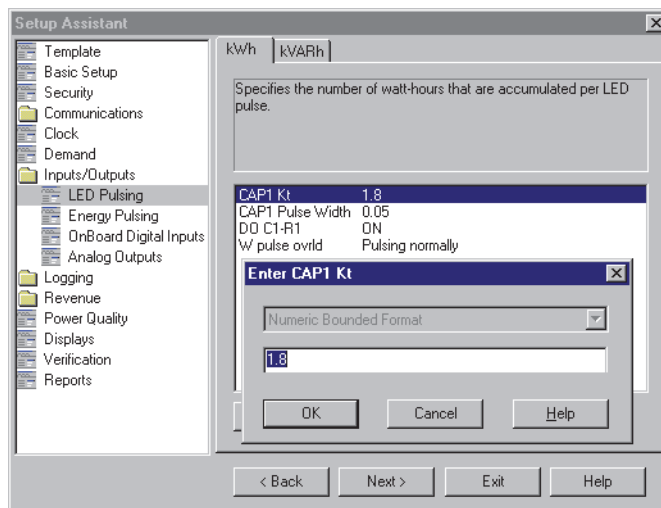 Setup Assistant
Template
Basic Setup
Security
Communications
Clock
Demand
Inputs/Outputs
LED Pulsing
Energy Pulsing
OnBoard Digital Inputs
Analog Outputs
Logging
Revenue
Power Quality
Displays
Verification
Reports
kWh kVARh
Specifies the number of watt-hours that are accumulated per LED
pulse.
CAP1 Kt 1.8
CAP1 Pulse Width 0.05
DO C1-R1 ON
W pulse ovrld Pulsing normally
Enter CAP1 Kt
Numeric Bounded Format
1.8
OK Cancel Help
< Back Next > Exit Help